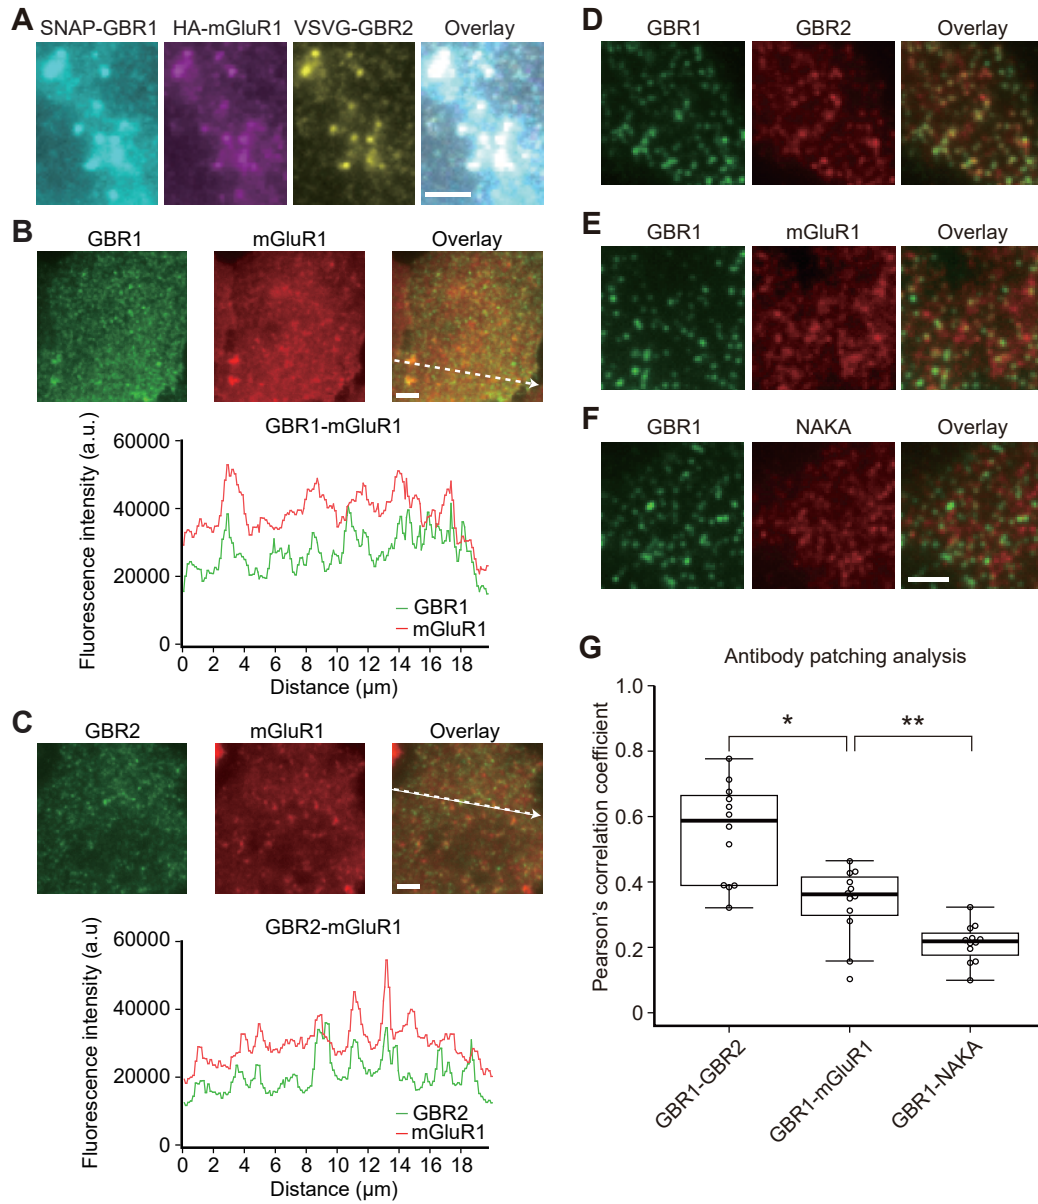 A
SNAP-GBR1 HA-mGluR1 VSVG-GBR2 Overlay
B
GBR1 mGluR1 Overlay
GBR1-mGluR1
Fluorescence intensity (a.u.)
60000
40000
20000
0
GBR1
mGluR1
0 2 4 6 8 10 12 14 16 18
Distance (µm)
C
GBR2 mGluR1 Overlay
GBR2-mGluR1
Fluorescence intensity (a.u)
60000
40000
20000
0
GBR2
mGluR1
0 2 4 6 8 10 12 14 16 18
Distance (µm)
D
GBR1 GBR2 Overlay
E
GBR1 mGluR1 Overlay
F
GBR1 NAKA Overlay
G
Antibody patching analysis
Pearson's correlation coefficient
1.0
0.8
0.6
0.4
0.2
0
* **
GBR1-GBR2
GBR1-mGluR1
GBR1-NAKA